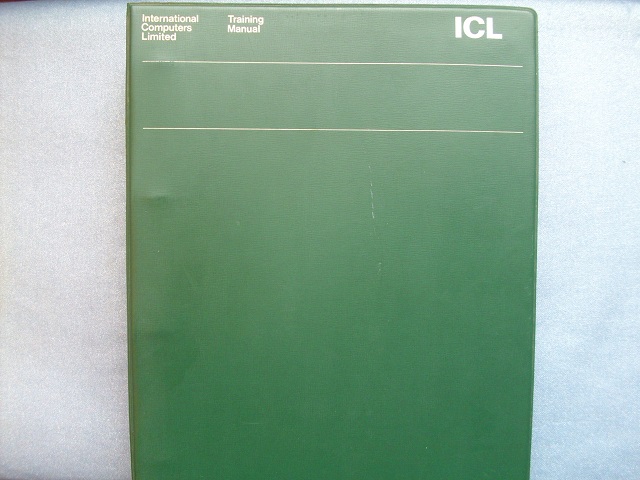 International
Computers
Limited
Training
Manual
ICL